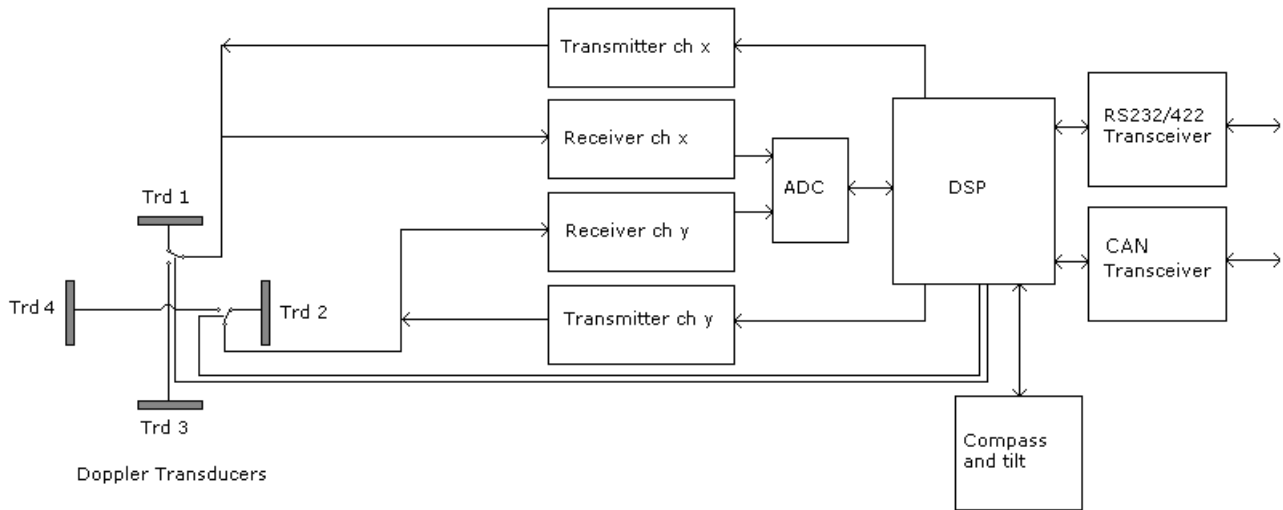 Transmitter ch x
Receiver ch x
Receiver ch y
Transmitter ch y
ADC
DSP
RS232/422
Transceiver
CAN
Transceiver
Compass
and tilt
Trd 1
Trd 4
Trd 2
Trd 3
Doppler Transducers